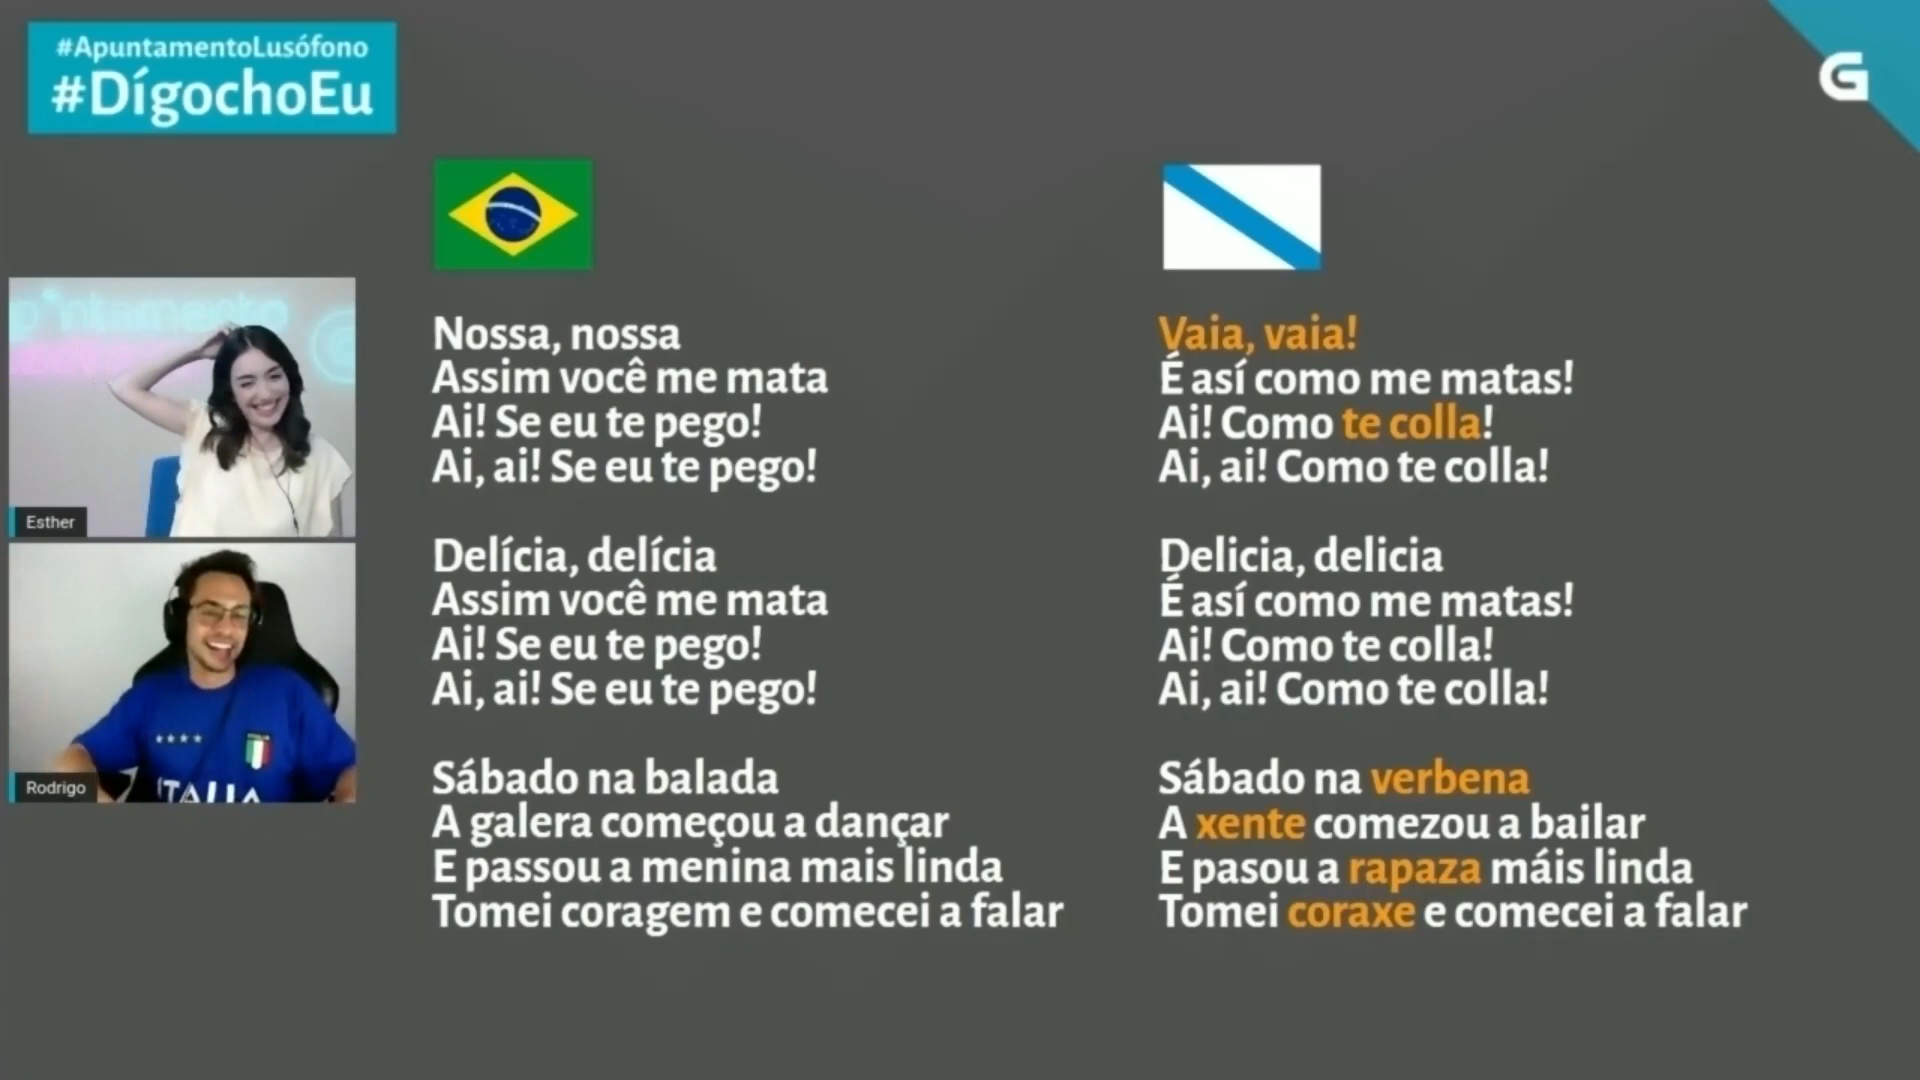 #ApuntamentoLusófono
#DígochoEu
G
Nossa, nossa
Assim você me mata
Ai! Se eu te pego!
Ai, ai! Se eu te pego!
Delícia, delícia
Assim você me mata
Ai! Se eu te pego!
Ai, ai! Se eu te pego!
Sábado na balada
A galera começou a dançar
E passou a menina mais linda
Tomei coragem e comecei a falar
Vaia, vaia!
É así como me matas!
Ai! Como te colla!
Ai, ai! Como te colla!
Delicia, delicia
É así como me matas!
Ai! Como te colla!
Ai, ai! Como te colla!
Sábado na verbena
A xente comezou a bailar
E pasou a rapaza máis linda
Tomei coraxe e comecei a falar
Esther
ITALIA
Rodrigo